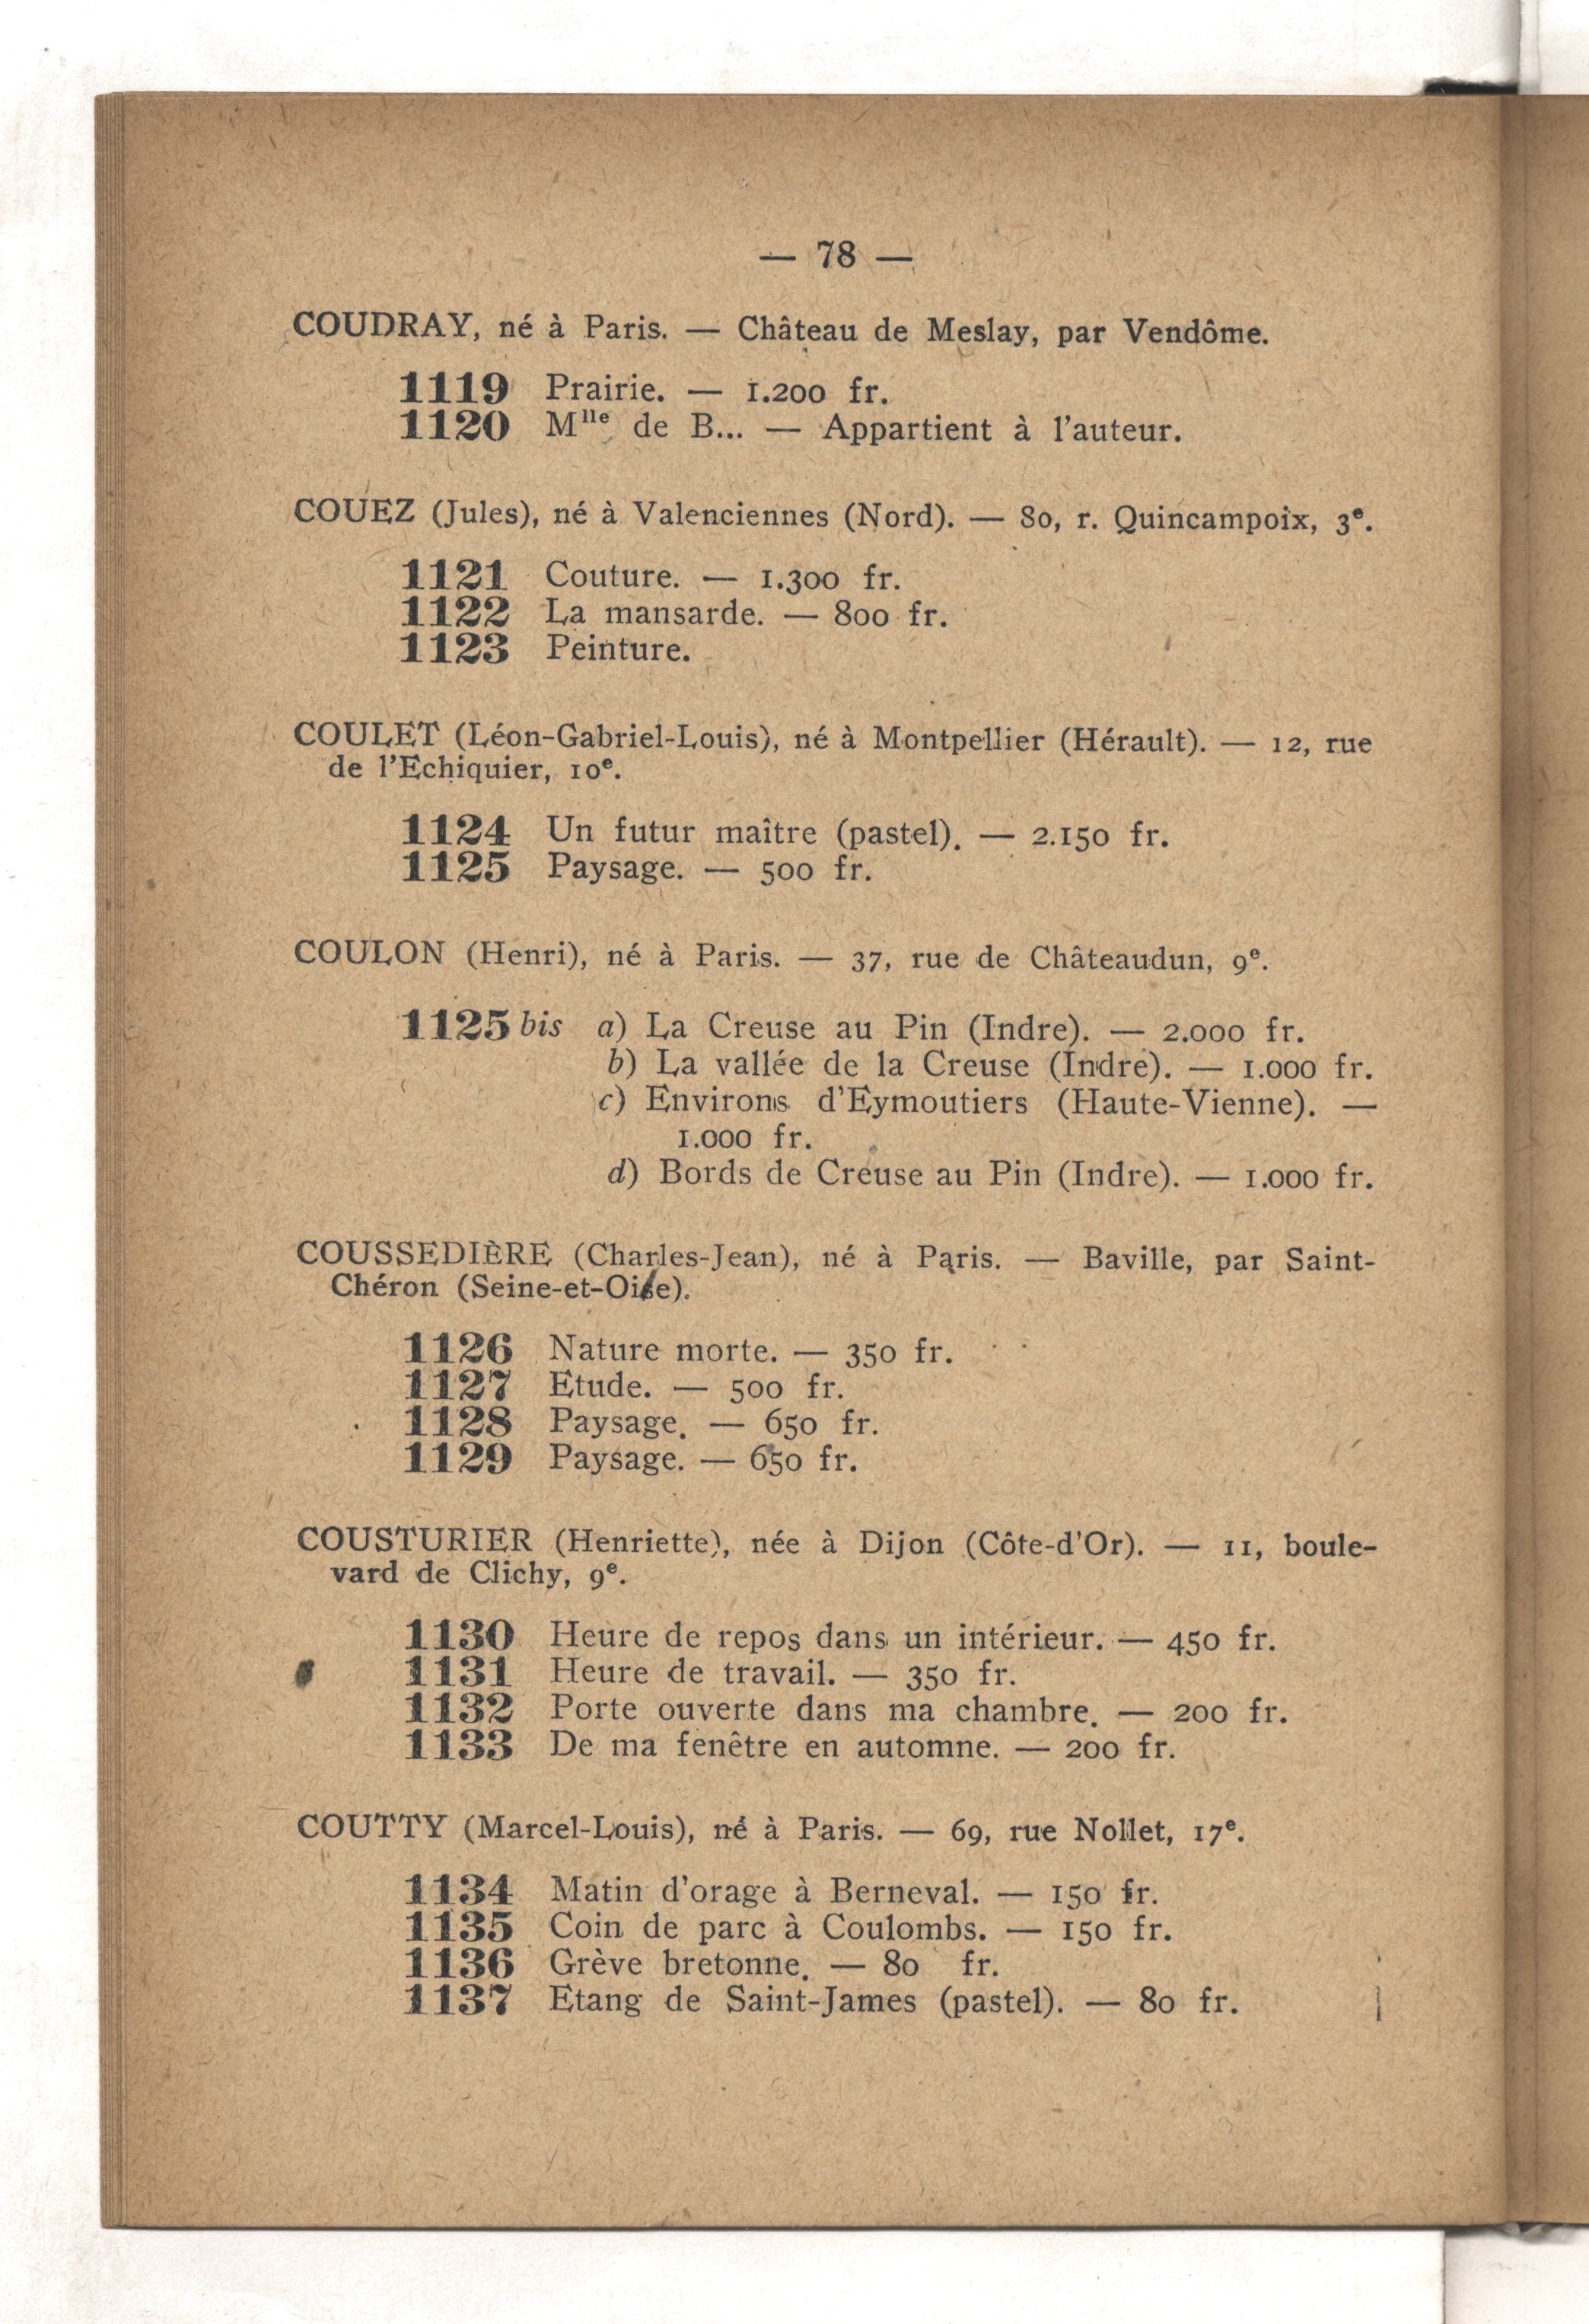 — 78 —
COUDRAY, né à Paris. — Château de Meslay, par Vendôme.
1119 Prairie. — 1.200 fr.
1120 Mlle de B... — Appartient à l'auteur.
COUEZ (Jules), né à Valenciennes (Nord). — 80, r. Quincampoix, 3e.
1121 Couture. — 1.300 fr.
1122 La mansarde. — 800 fr.
1123 Peinture.
COULET (Léon-Gabriel-Louis), né à Montpellier (Hérault). — 12, rue
de l'Echiquier, 10e.
1124 Un futur maître (pastel). — 2.150 fr.
1125 Paysage. — 500 fr.
COULON (Henri), né à Paris. — 37, rue de Châteaudun, 9e.
1125 bis a) La Creuse au Pin (Indre). — 2.000 fr.
b) La vallée de la Creuse (Indre). — 1.000 fr.
c) Environs d'Eymoutiers (Haute-Vienne). —
1.000 fr.
d) Bords de Creuse au Pin (Indre). — 1.000 fr.
COUSSEDIÈRE (Charles-Jean), né à Paris. — Baville, par Saint-
Chéron (Seine-et-Oise).
1126 Nature morte. — 350 fr.
1127 Etude. — 500 fr.
1128 Paysage. — 650 fr.
1129 Paysage. — 650 fr.
COUSTURIER (Henriette), née à Dijon (Côte-d'Or). — 11, boule-
vard de Clichy, 9e.
1130 Heure de repos dans un intérieur. — 450 fr.
1131 Heure de travail. — 350 fr.
1132 Porte ouverte dans ma chambre. — 200 fr.
1133 De ma fenêtre en automne. — 200 fr.
COUTTY (Marcel-Louis), né à Paris. — 69, rue Nollet, 17e.
1134 Matin d'orage à Berneval. — 150 fr.
1135 Coin de parc à Coulombs. — 150 fr.
1136 Grève bretonne. — 80 fr.
1137 Etang de Saint-James (pastel). — 80 fr.